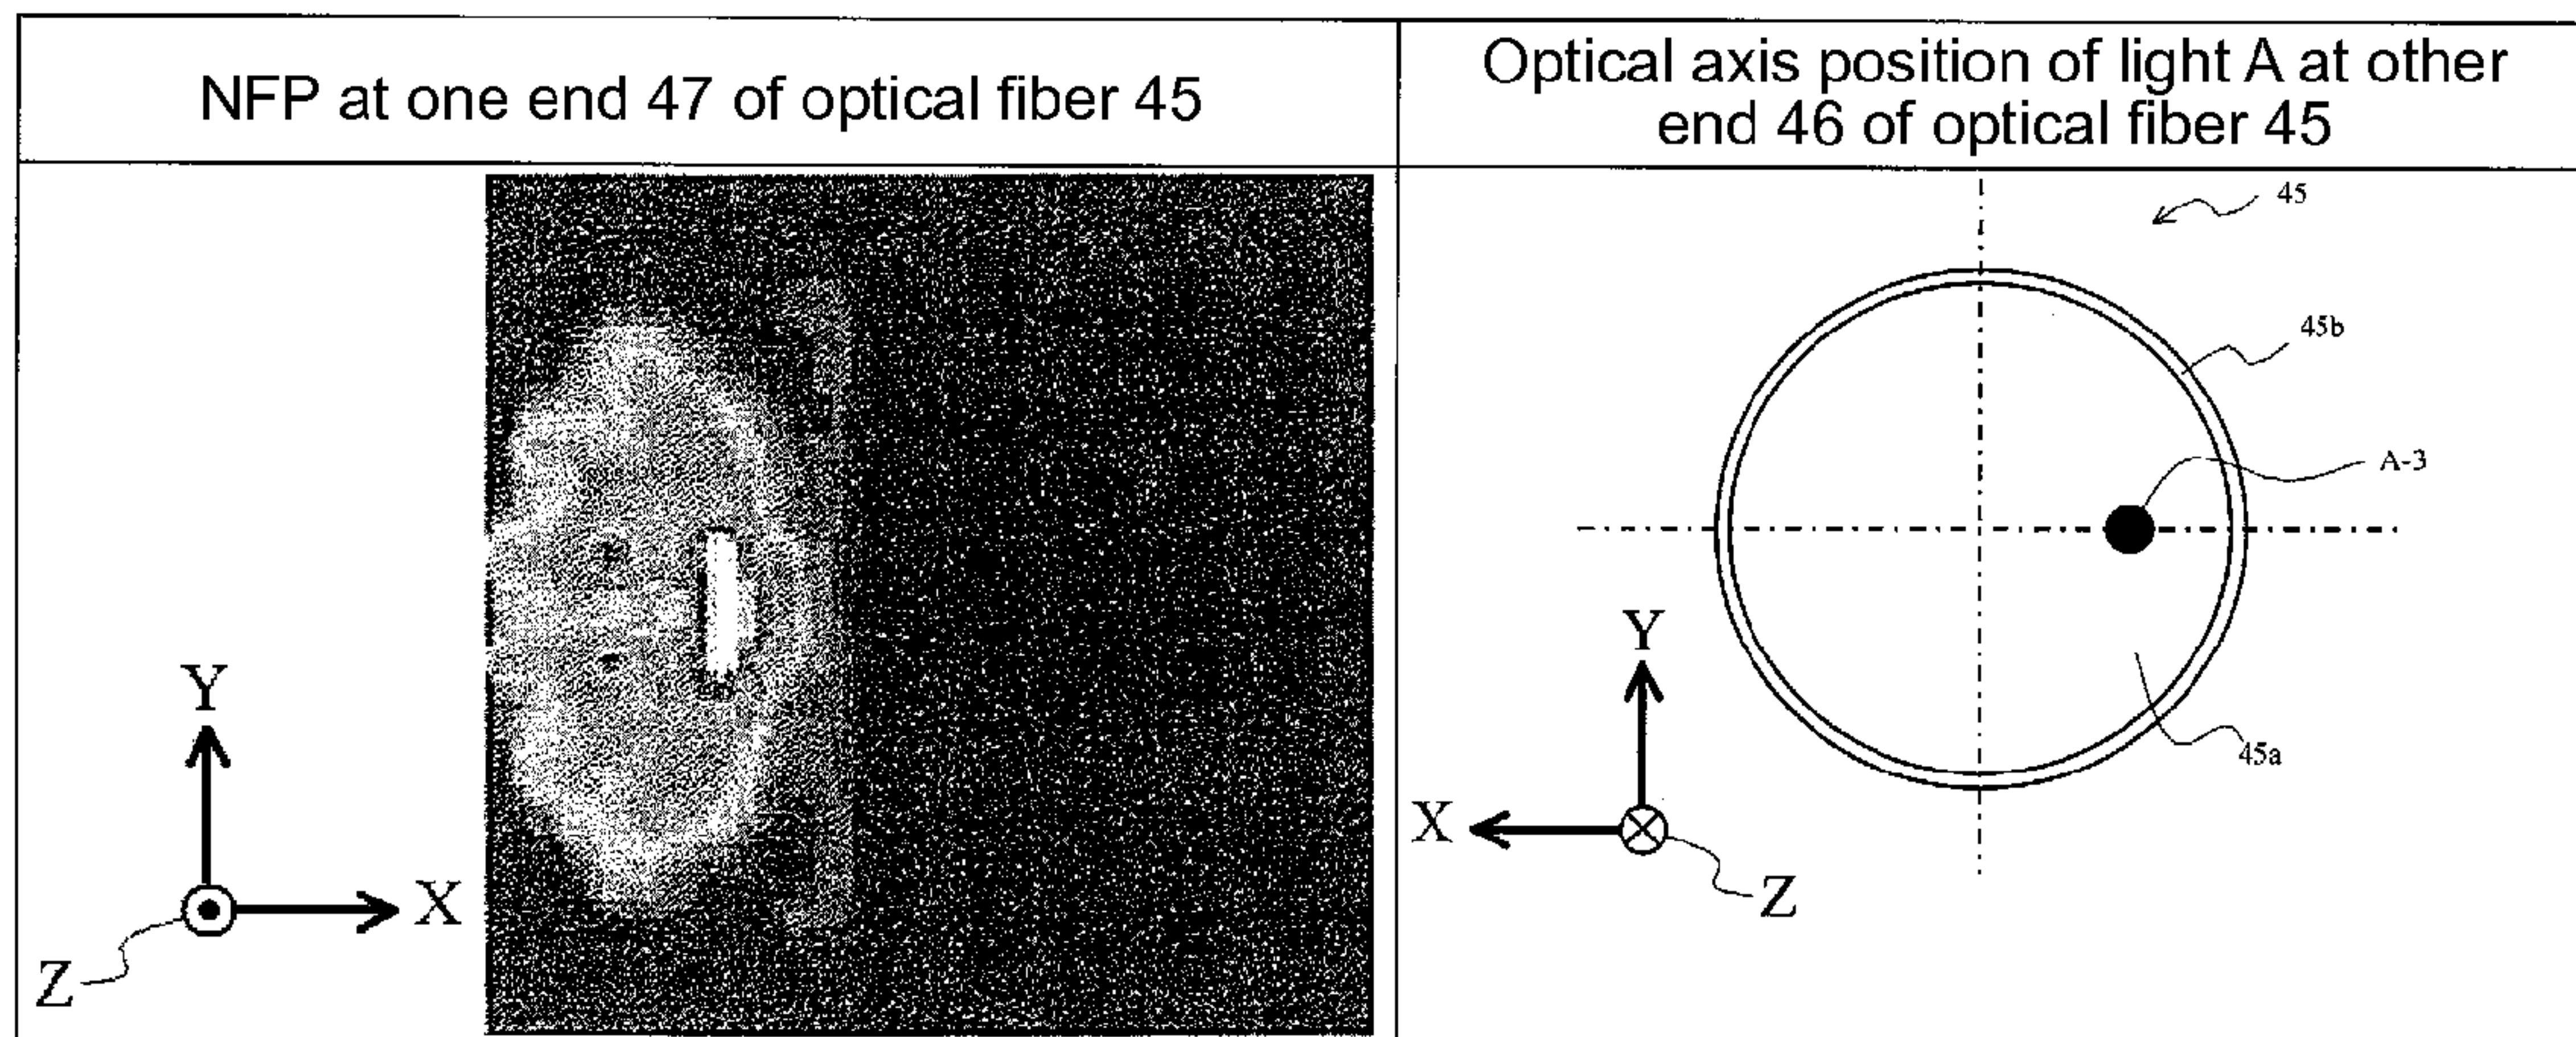 NFP at one end 47 of optical fiber 45
Optical axis position of light A at other
end 46 of optical fiber 45
Y
X
Z
45
45b
A-3
45a
Y
X
Z